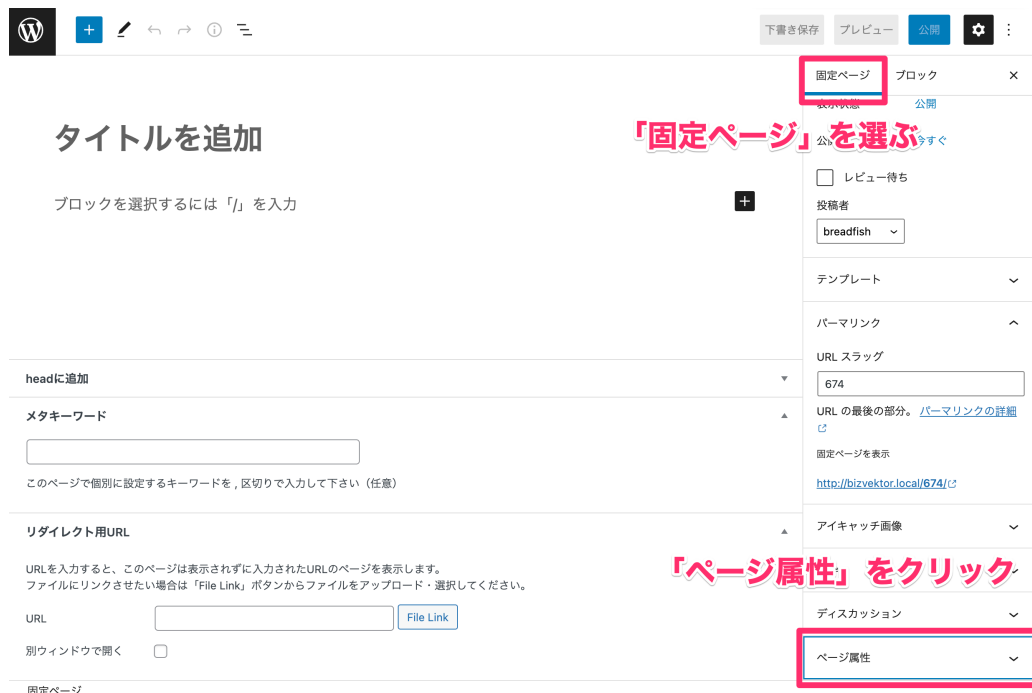 下書き保存 プレビュー 公開
固定ページ ブロック
表示状態 公開
タイトルを追加
「固定ページ」を選ぶ
今すぐ
レビュー待ち
ブロックを選択するには「/」を入力
投稿者
breadfish
テンプレート
パーマリンク
URL スラッグ
674
URL の最後の部分。 パーマリンクの詳細
固定ページを表示
http://bizvektor.local/674/
headに追加
メタキーワード
このページで個別に設定するキーワードを , 区切りで入力して下さい（任意）
リダイレクト用URL
アイキャッチ画像
URLを入力すると、このページは表示されずに入力されたURLのページを表示します。
ファイルにリンクさせたい場合は「File Link」ボタンからファイルをアップロード・選択してください。
「ページ属性」をクリック
URL
File Link
ディスカッション
別ウィンドウで開く
ページ属性
固定ページ